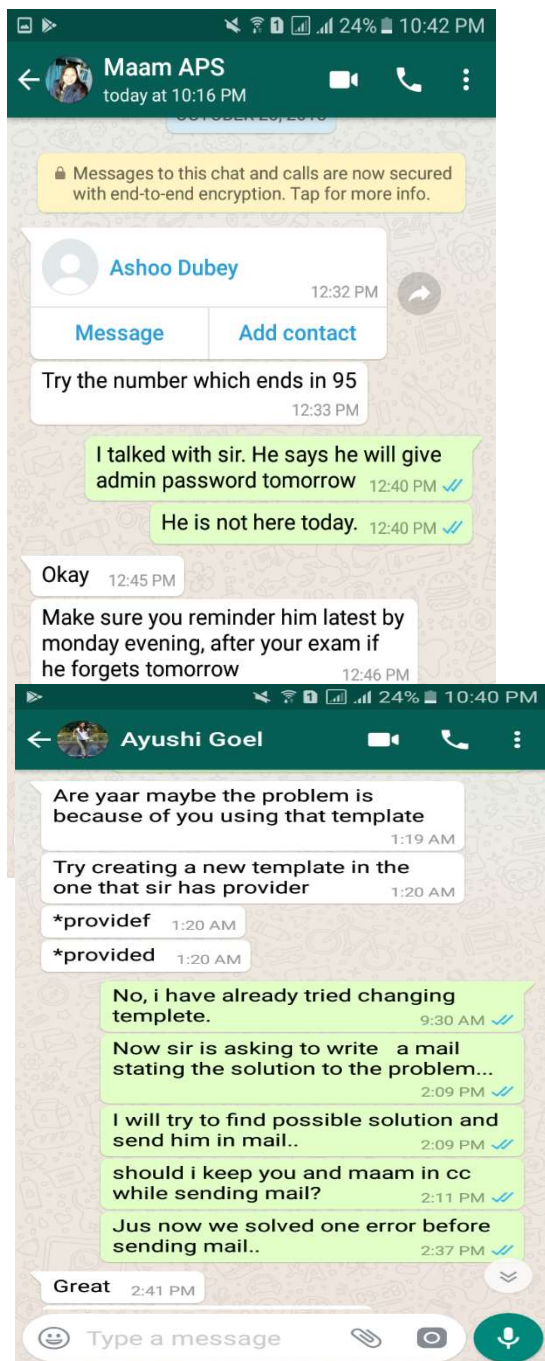 24% 10:42 PM
Maam APS
today at 10:16 PM
Messages to this chat and calls are now secured
with end-to-end encryption. Tap for more info.
Ashoo Dubey
12:32 PM
Message Add contact
Try the number which ends in 95
12:33 PM
I talked with sir. He says he will give
admin password tomorrow 12:40 PM
He is not here today. 12:40 PM
Okay 12:45 PM
Make sure you reminder him latest by
monday evening, after your exam if
he forgets tomorrow 12:46 PM
24% 10:40 PM
Ayushi Goel
Are yaar maybe the problem is
because of you using that template
1:19 AM
Try creating a new template in the
one that sir has provider 1:20 AM
*providef 1:20 AM
*provided 1:20 AM
No, i have already tried changing
templete. 9:30 AM
Now sir is asking to write a mail
stating the solution to the problem...
2:09 PM
I will try to find possible solution and
send him in mail.. 2:09 PM
should i keep you and maam in cc
while sending mail? 2:11 PM
Jus now we solved one error before
sending mail.. 2:37 PM
Great 2:41 PM
Type a message